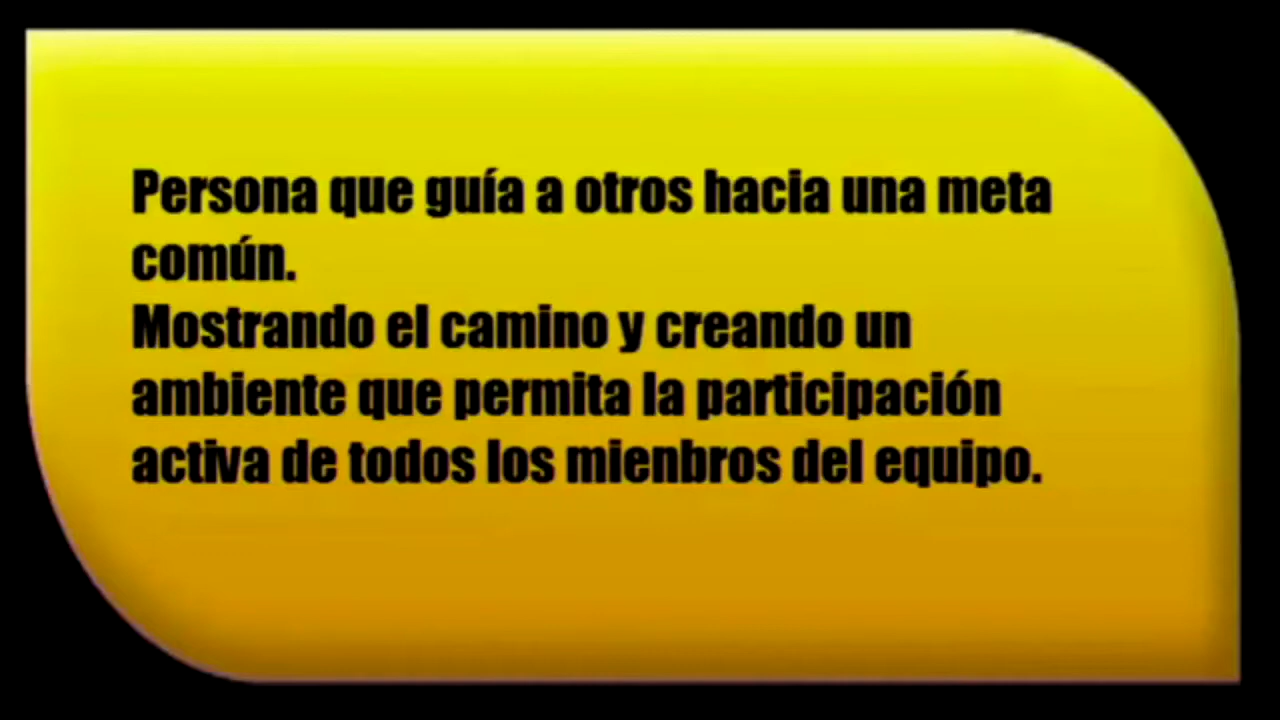 Persona que guía a otros hacia una meta
común.
Mostrando el camino y creando un
ambiente que permita la participación
activa de todos los mienbros del equipo.